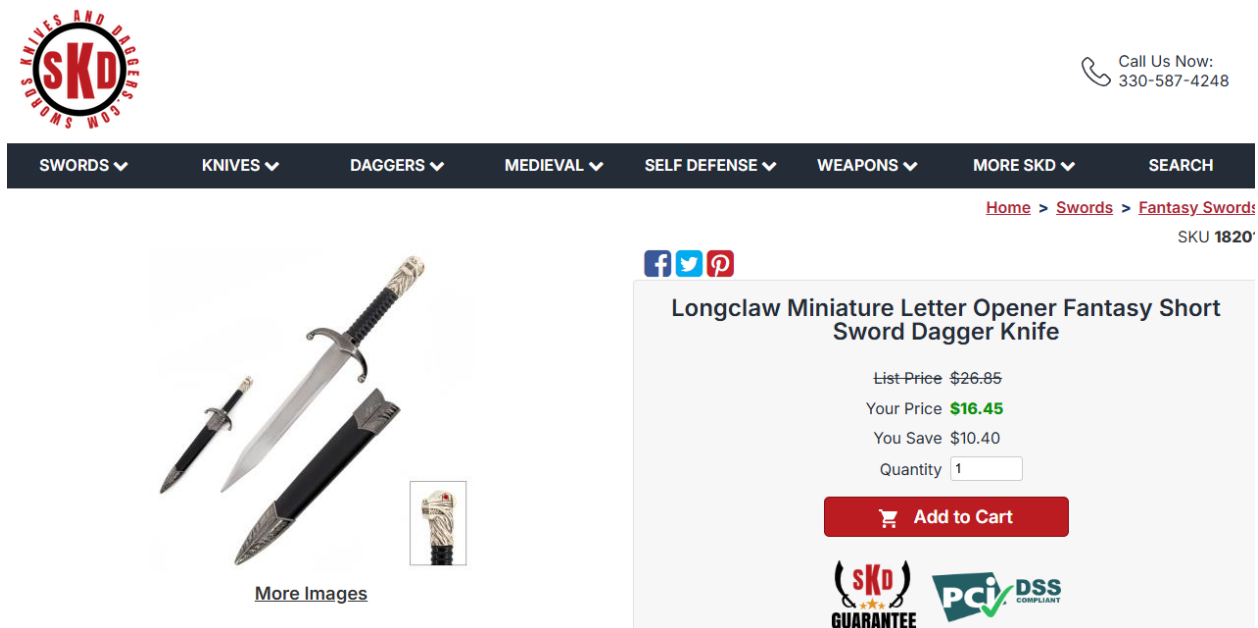 SWORDS KNIVES AND DAGGERS.COM
SKD
Call Us Now:
330-587-4248
SWORDS
KNIVES
DAGGERS
MEDIEVAL
SELF DEFENSE
WEAPONS
MORE SKD
SEARCH
Home > Swords > Fantasy Swords
SKU 18201
Longclaw Miniature Letter Opener Fantasy Short
Sword Dagger Knife
List Price $26.85
Your Price $16.45
You Save $10.40
Quantity 1
Add to Cart
More Images
SKD
GUARANTEE
PCi DSS
COMPLIANT